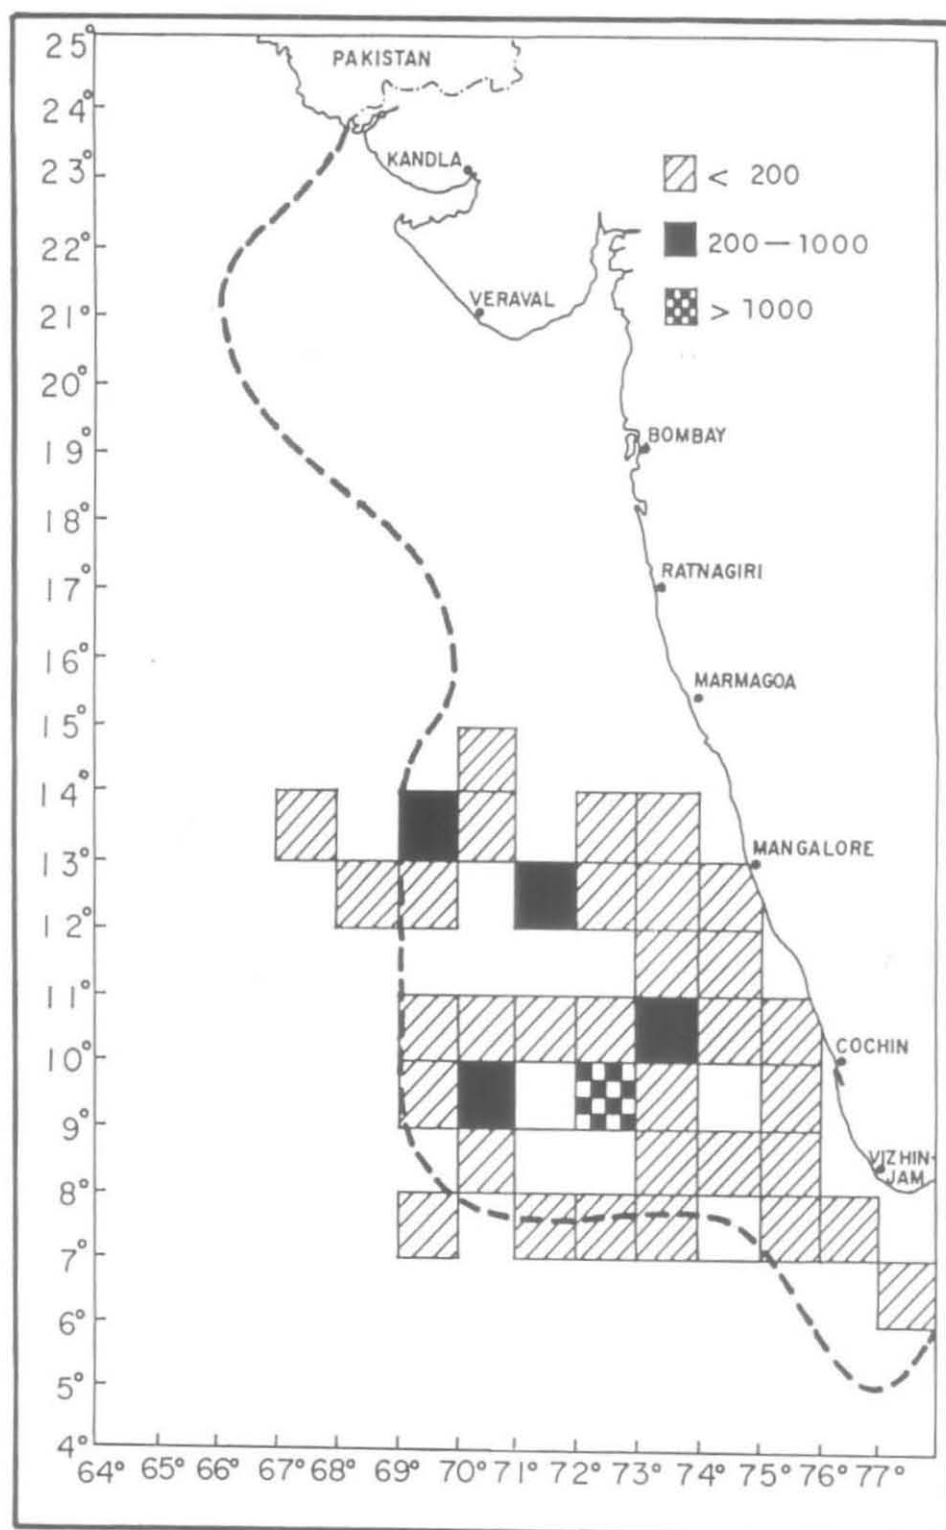 25°
PAKISTAN
24°
23°
KANDLA
< 200
22°
200—1000
21°
VERAVAL
> 1000
20°
19°
BOMBAY
18°
17°
RATNAGIRI
16°
MARMAGOA
15°
14°
13°
MANGALORE
12°
11°
10°
COCHIN
9°
VIZHIN-
JAM
8°
7°
6°
5°
4°
64° 65° 66° 67° 68° 69° 70° 71° 72° 73° 74° 75° 76° 77°